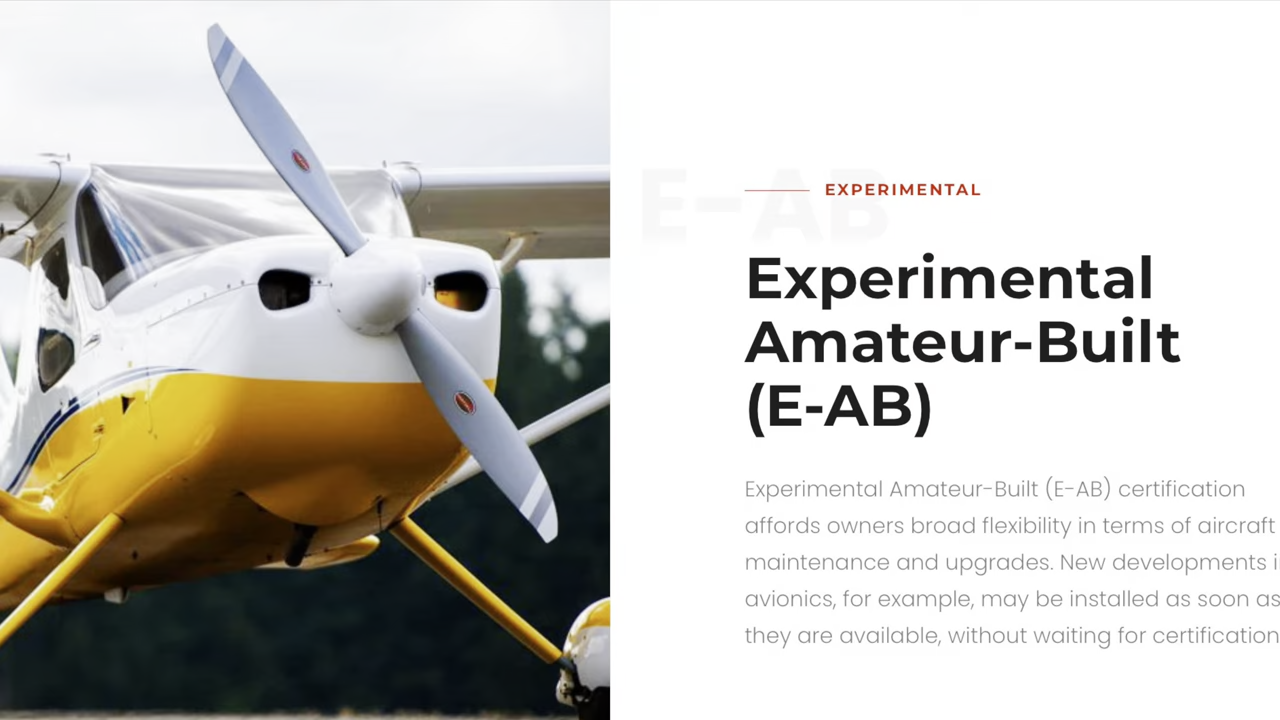 E-AB
EXPERIMENTAL
Experimental
Amateur-Built
(E-AB)
Experimental Amateur-Built (E-AB) certification
affords owners broad flexibility in terms of aircraft
maintenance and upgrades. New developments
avionics, for example, may be installed as soon as
they are available, without waiting for certification